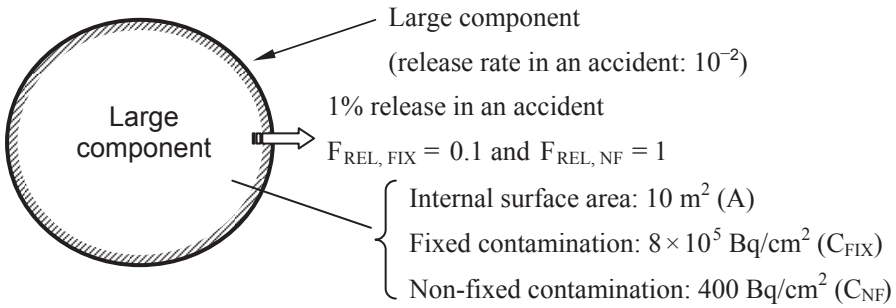 Large component
(release rate in an accident: 10⁻²)
1% release in an accident
F_REL, FIX = 0.1 and F_REL, NF = 1
Large
component
Internal surface area: 10 m² (A)
Fixed contamination: 8 × 10⁵ Bq/cm² (C_FIX)
Non-fixed contamination: 400 Bq/cm² (C_NF)